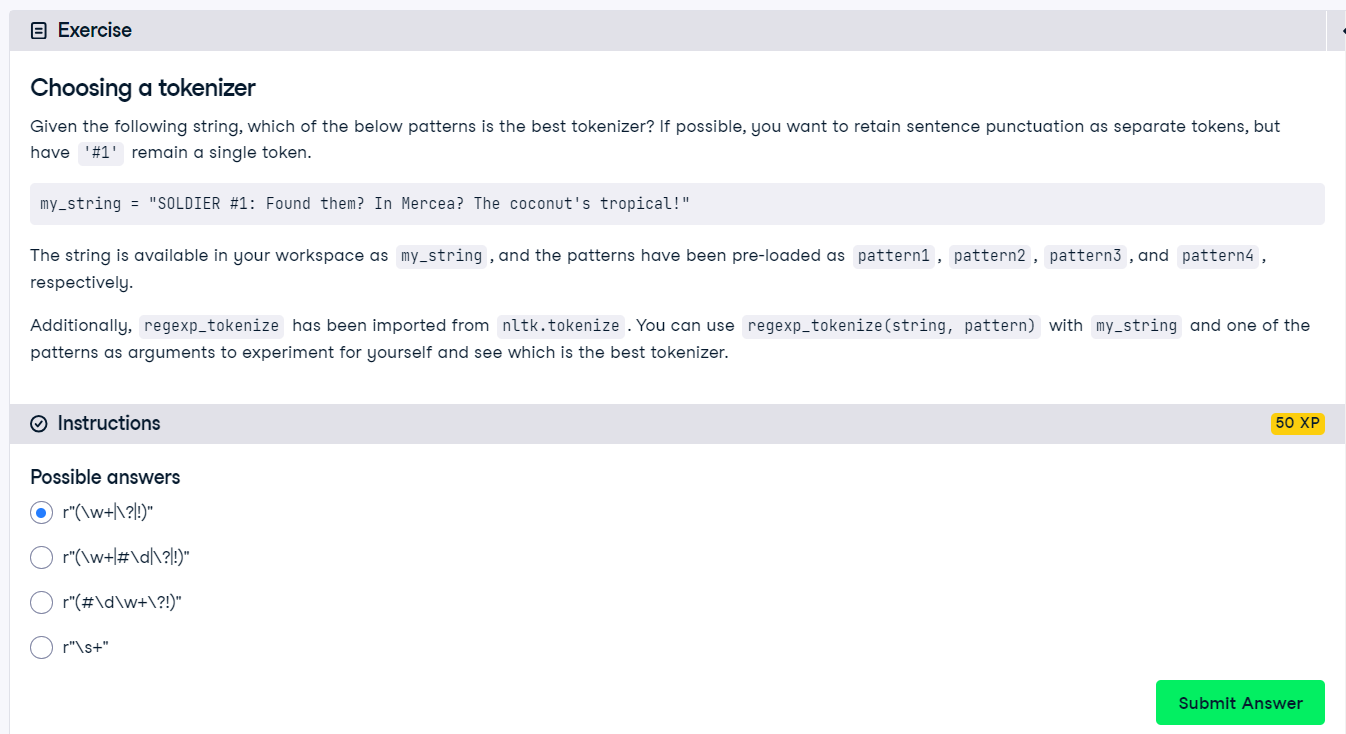 Exercise
Choosing a tokenizer
Given the following string, which of the below patterns is the best tokenizer? If possible, you want to retain sentence punctuation as separate tokens, but
have '#1' remain a single token.
my_string = "SOLDIER #1: Found them? In Mercea? The coconut's tropical!"
The string is available in your workspace as my_string , and the patterns have been pre-loaded as pattern1 , pattern2 , pattern3 , and pattern4 ,
respectively.
Additionally, regexp_tokenize has been imported from nltk.tokenize . You can use regexp_tokenize(string, pattern) with my_string and one of the
patterns as arguments to experiment for yourself and see which is the best tokenizer.
Instructions
50 XP
Possible answers
r"(\w+|\?|!)"
r"(\w+|#\d|\?|!)"
r"(#\d\w+\?!)"
r"\s+"
Submit Answer